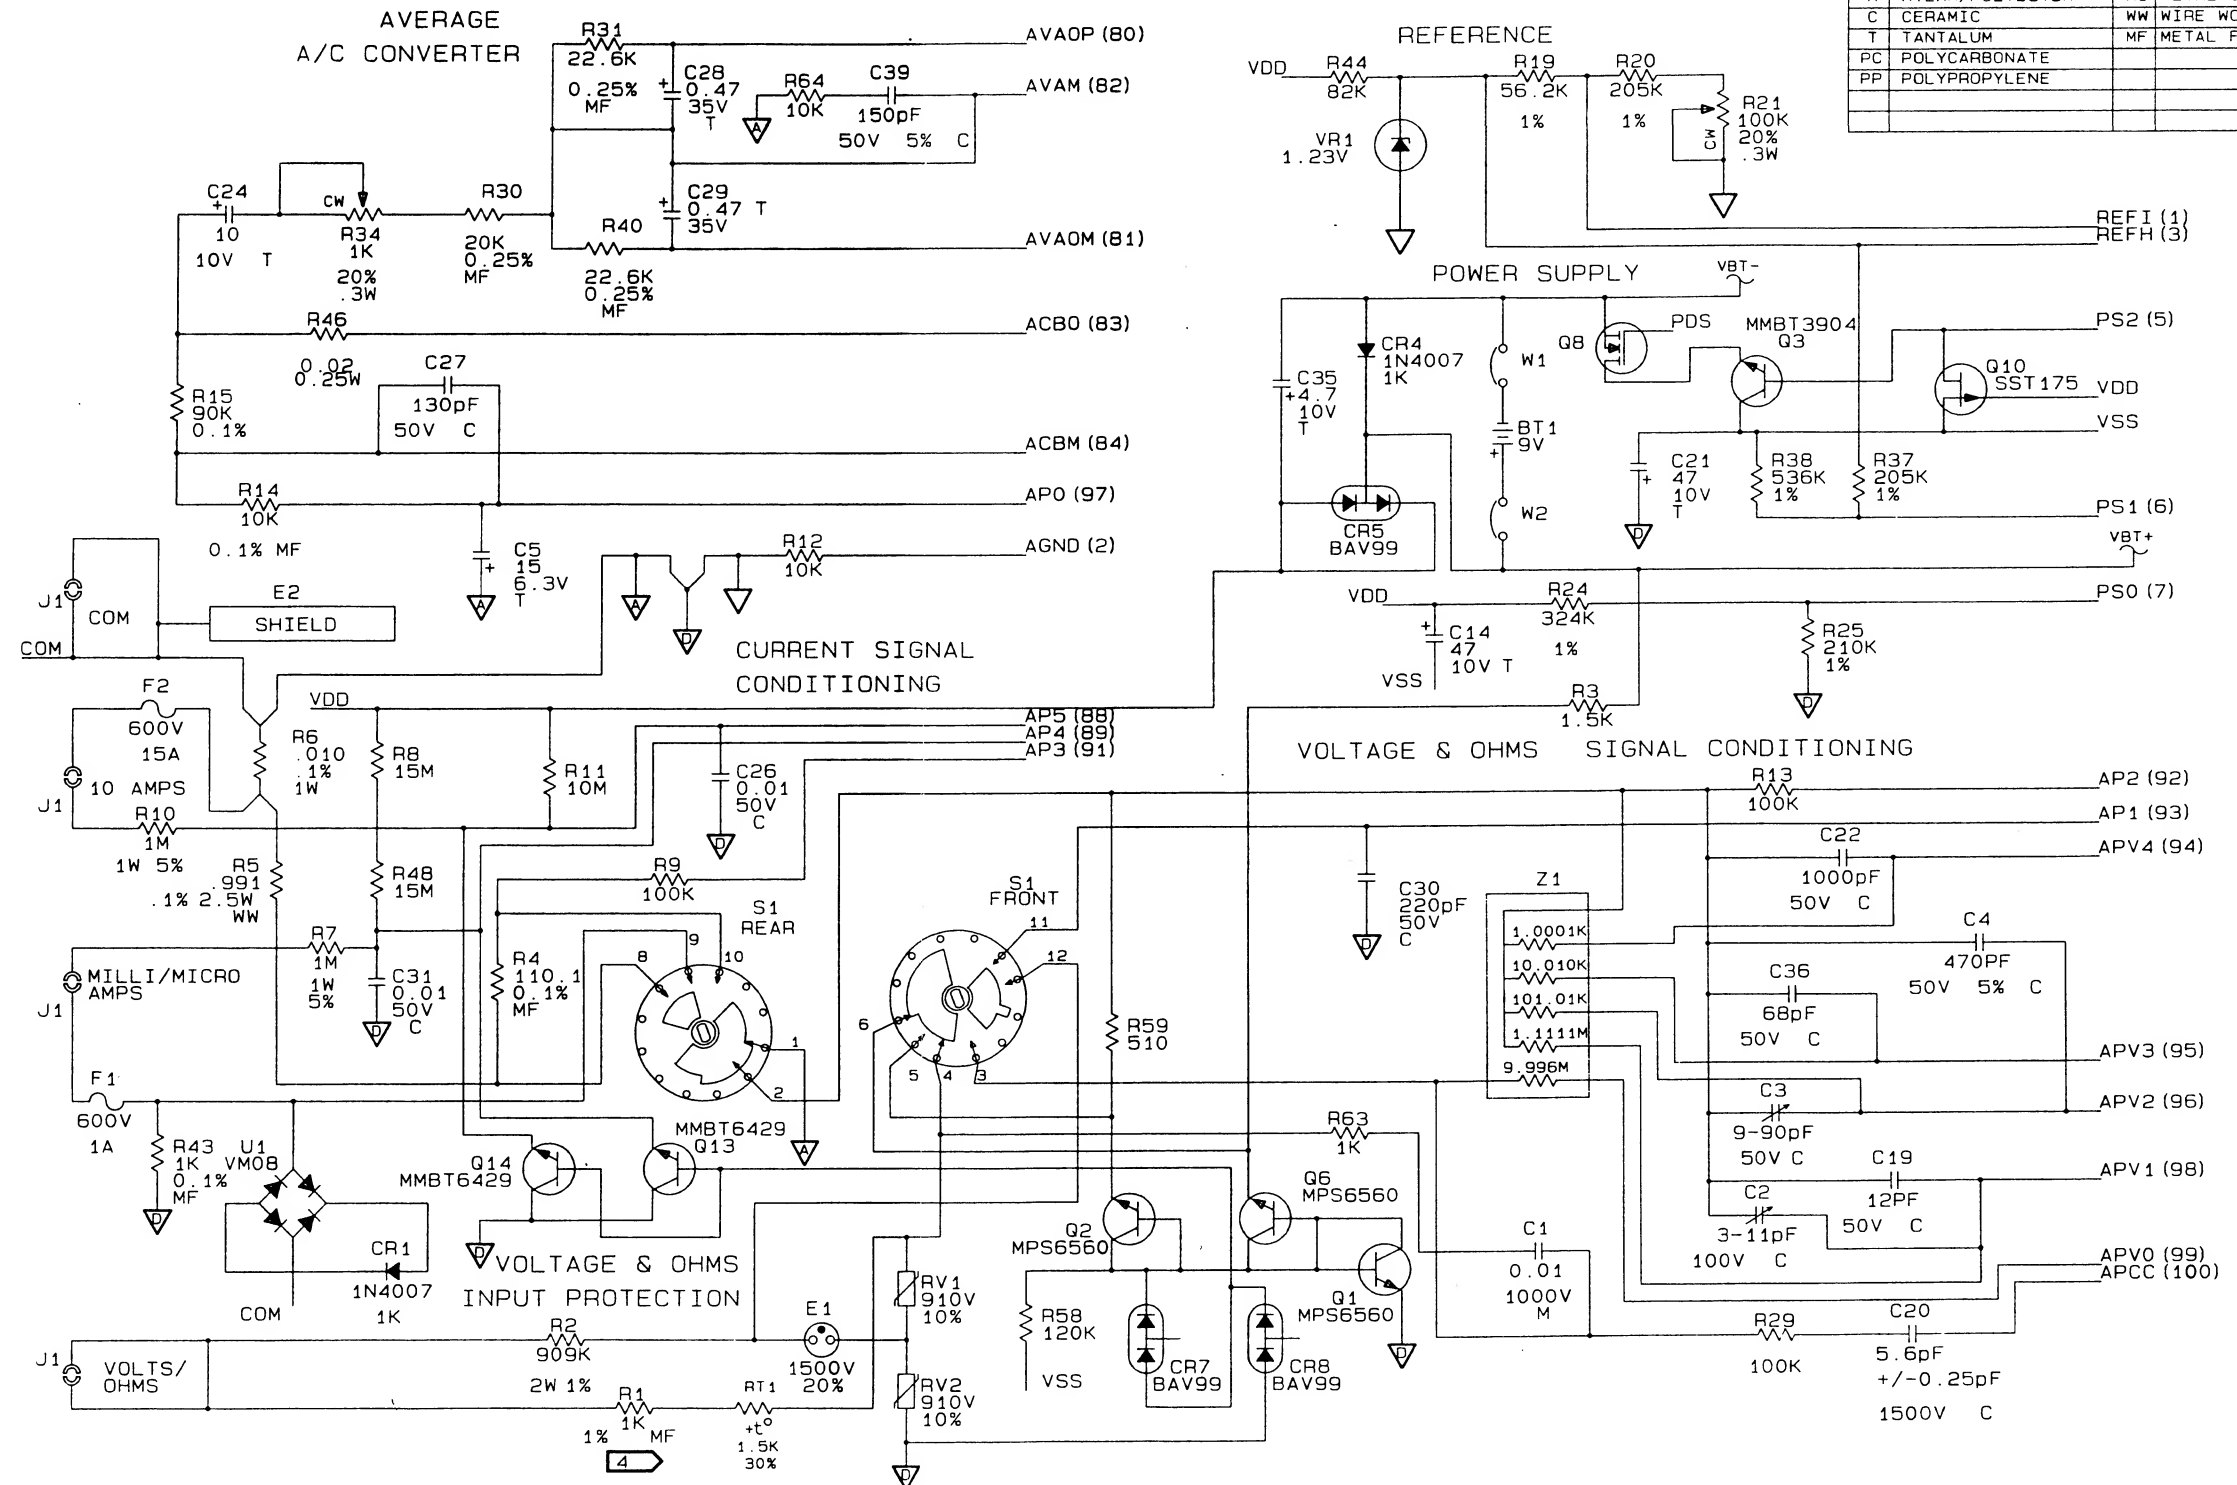 AVERAGE
A/C CONVERTER
R31
22.6K
0.25%
MF
C28
0.47
35V
T
AVAOP (80)
R64
10K
C39
150pF
50V 5% C
AVAM (82)
C24
+
10
10V T
CW
R34
1K
20%
.3W
R30
20K
0.25%
MF
C29
0.47 T
35V
R40
22.6K
0.25%
MF
AVAOM (81)
R46
0.02
0.25W
ACBO (83)
R15
90K
0.1%
C27
130pF
50V C
ACBM (84)
R14
10K
0.1% MF
APO (97)
C5
15
6.3V
T
R12
10K
AGND (2)
A
D
REFERENCE
VDD
R44
82K
VR1
1.23V
R19
56.2K
1%
R20
205K
1%
R21
100K
20%
.3W
CW
C CERAMIC
T TANTALUM
PC POLYCARBONATE
PP POLYPROPYLENE
WW WIRE
MF METAL
REFI (1)
REFH (3)
POWER SUPPLY
VBT-
C35
+4.7
10V
T
CR4
1N4007
1K
W1
BT1
9V
+
W2
CR5
BAV99
Q8
PDS
MMBT3904
Q3
PS2 (5)
Q10
SST175
VDD
VSS
C21
47
10V
T
D
R38
536K
1%
R37
205K
1%
PS1 (6)
VBT+
VDD
R24
324K
1%
PS0 (7)
C14
47
10V T
VSS
R25
210K
1%
D
R3
1.5K
J1
COM
COM
E2
SHIELD
CURRENT SIGNAL
CONDITIONING
F2
600V
15A
J1
10 AMPS
VDD
R6
.010
.1%
1W
R8
15M
R11
10M
AP5 (88)
AP4 (89)
AP3 (91)
C26
0.01
50V
C
D
R10
1M
1W 5%
R5
.991
.1% 2.5W
WW
R48
15M
R9
100K
R7
1M
1W
5%
J1
MILLI/MICRO
AMPS
C31
0.01
50V
C
D
R4
110.1
0.1%
MF
S1
REAR
8
9
10
1
2
F1
600V
1A
R43
1K
0.1%
MF
D
U1
VM08
CR1
1N4007
1K
COM
Q14
MMBT6429
MMBT6429
Q13
A
D
VOLTAGE & OHMS SIGNAL CONDITIONING
S1
FRONT
11
12
6
5
4
3
R59
510
C30
220pF
50V
C
D
Z1
1.0001K
10.010K
101.01K
1.1111M
9.996M
R13
100K
AP2 (92)
AP1 (93)
C22
1000pF
50V C
APV4 (94)
C4
470PF
50V 5% C
C36
68pF
50V C
APV3 (95)
C3
9-90pF
50V C
APV2 (96)
C19
12PF
50V C
APV1 (98)
C2
3-11pF
100V C
APV0 (99)
APCC (100)
R63
1K
Q2
MPS6560
Q6
MPS6560
Q1
MPS6560
C1
0.01
1000V
M
R58
120K
VSS
CR7
BAV99
CR8
BAV99
D
R29
100K
C20
5.6pF
+/-0.25pF
1500V C
VOLTAGE & OHMS
INPUT PROTECTION
J1
VOLTS/
OHMS
R2
909K
2W 1%
R1
1K
1% MF
4
RT1
+t°
1.5K
30%
E1
1500V
20%
RV1
910V
10%
RV2
910V
10%
D